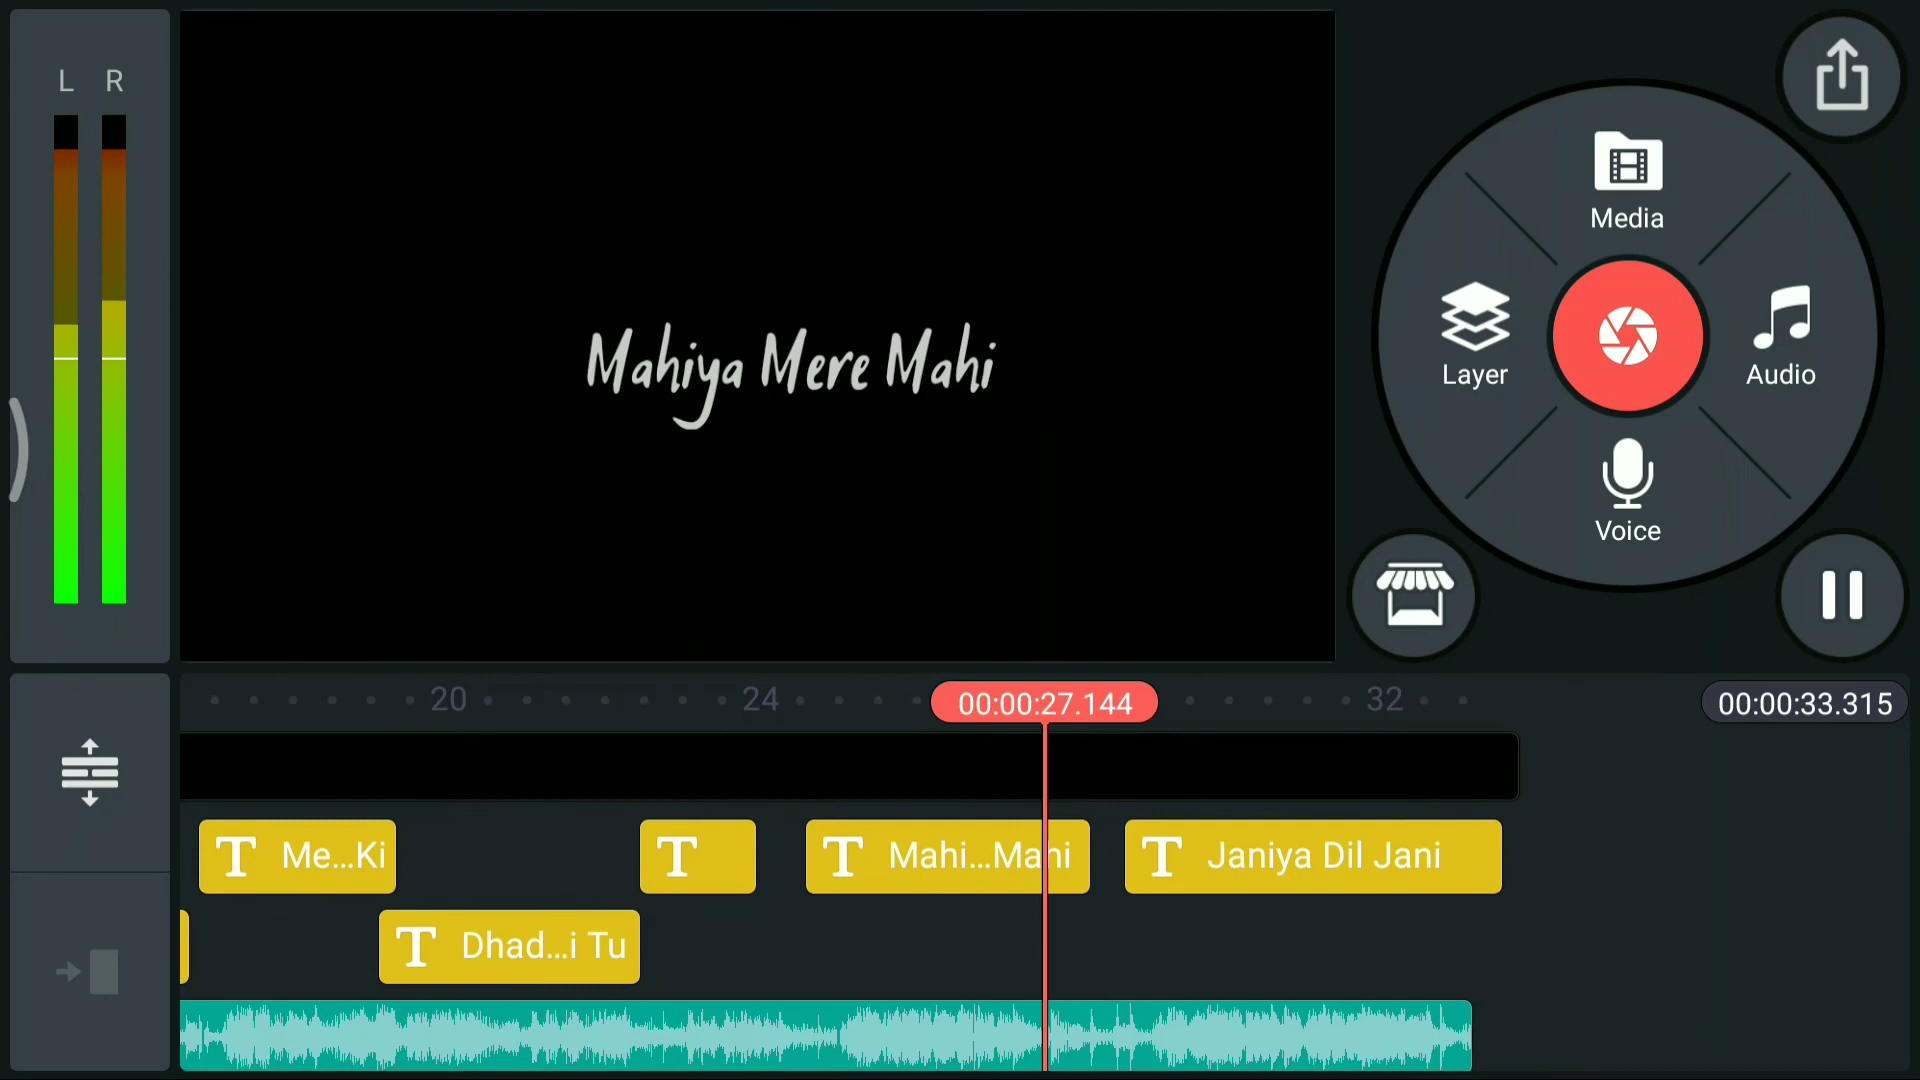 L R
Mahiya Mere Mahi
Media
Layer
Audio
Voice
20
24
00:00:27.144
32
00:00:33.315
T Me...Ki
T
T Mahi...Mahi
T Janiya Dil Jani
T Dhad...i Tu